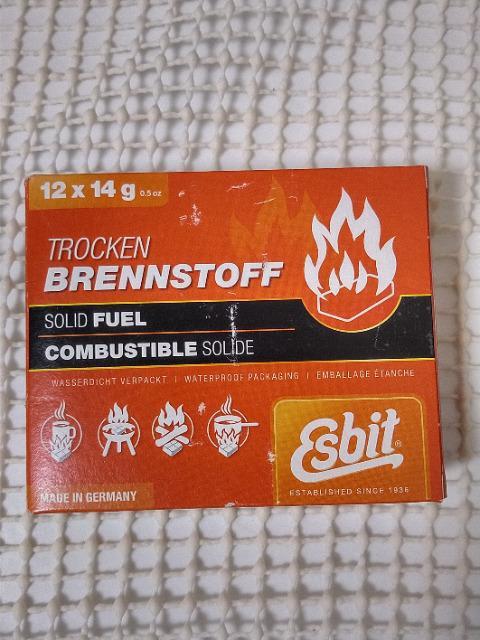 12 x 14 g 0.5 oz
TROCKEN
BRENNSTOFF
SOLID FUEL
COMBUSTIBLE SOLIDE
WASSERDICHT VERPACKT | WATERPROOF PACKAGING | EMBALLAGE ÉTANCHE
Esbit®
ESTABLISHED SINCE 1936
MADE IN GERMANY